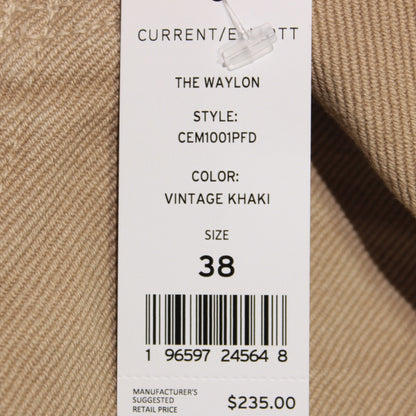 CURRENT/ELLIOTT
THE WAYLON
STYLE:
CEM1001PFD
COLOR:
VINTAGE KHAKI
SIZE
38
1 96597 24564 8
MANUFACTURER'S
SUGGESTED
RETAIL PRICE
$235.00